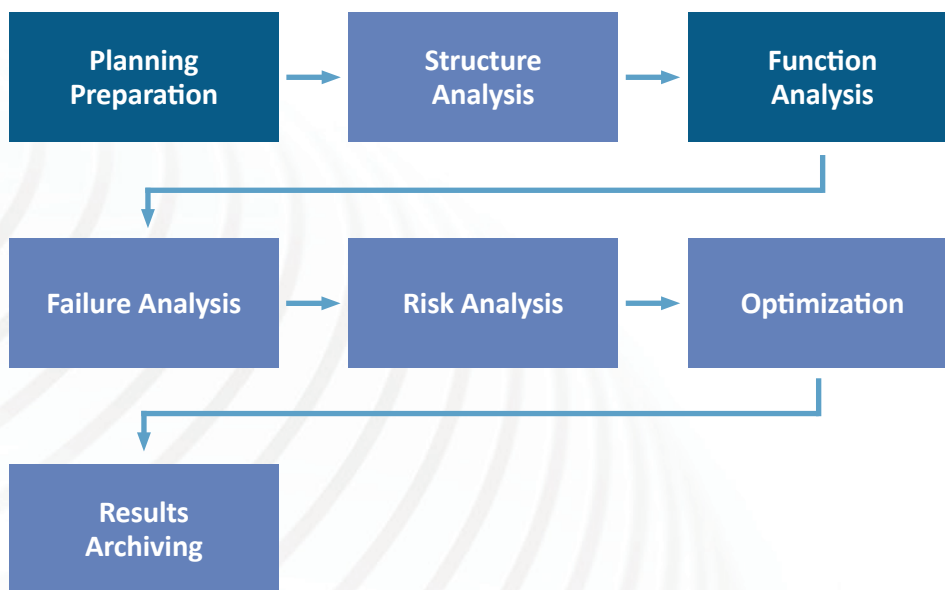 Planning
Preparation
Structure
Analysis
Function
Analysis
Failure Analysis
Risk Analysis
Optimization
Results
Archiving